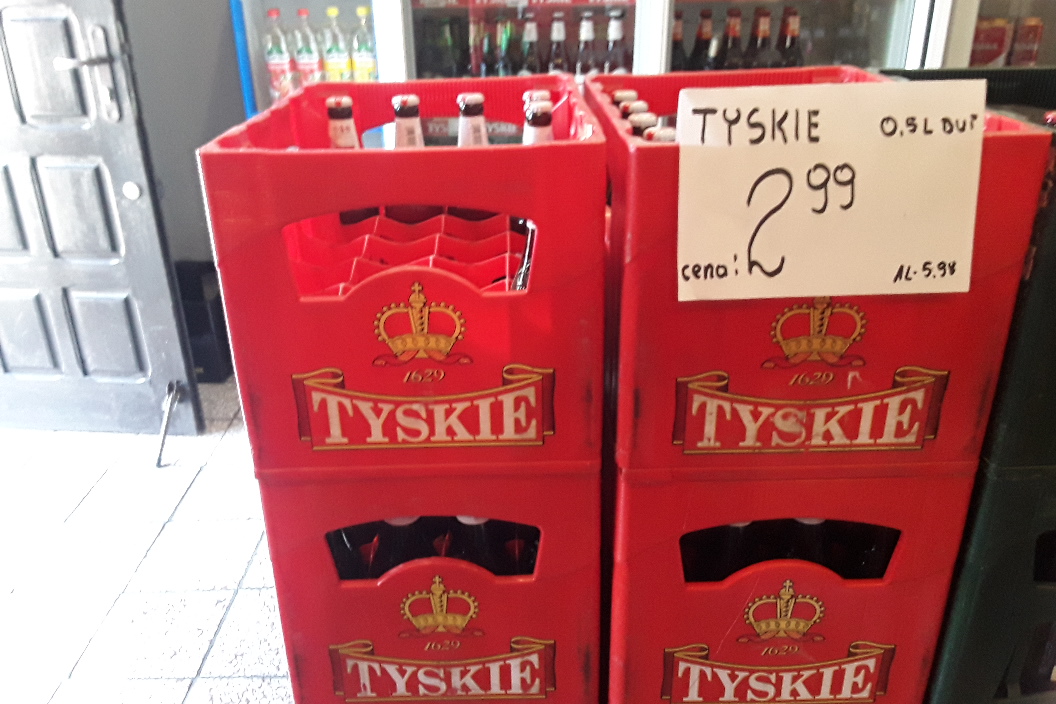 TYSKIE 0,5L BUT
2 99
cena: AL. 5.98
1629
TYSKIE
1629
TYSKIE
1629
TYSKIE
1629
TYSKIE